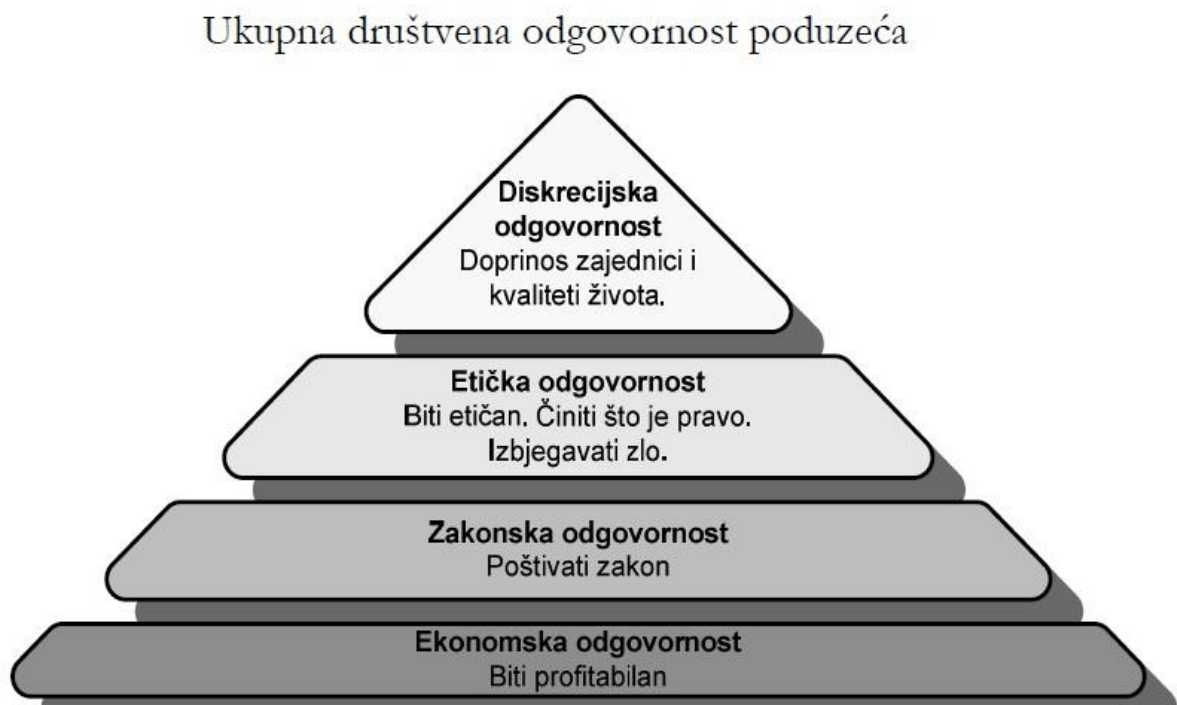 Ukupna društvena odgovornost poduzeća
Diskrecijska
odgovornost
Doprinos zajednici i
kvaliteti života.
Etička odgovornost
Biti etičan. Činiti što je pravo.
Izbjegavati zlo.
Zakonska odgovornost
Poštivati zakon
Ekonomska odgovornost
Biti profitabilan